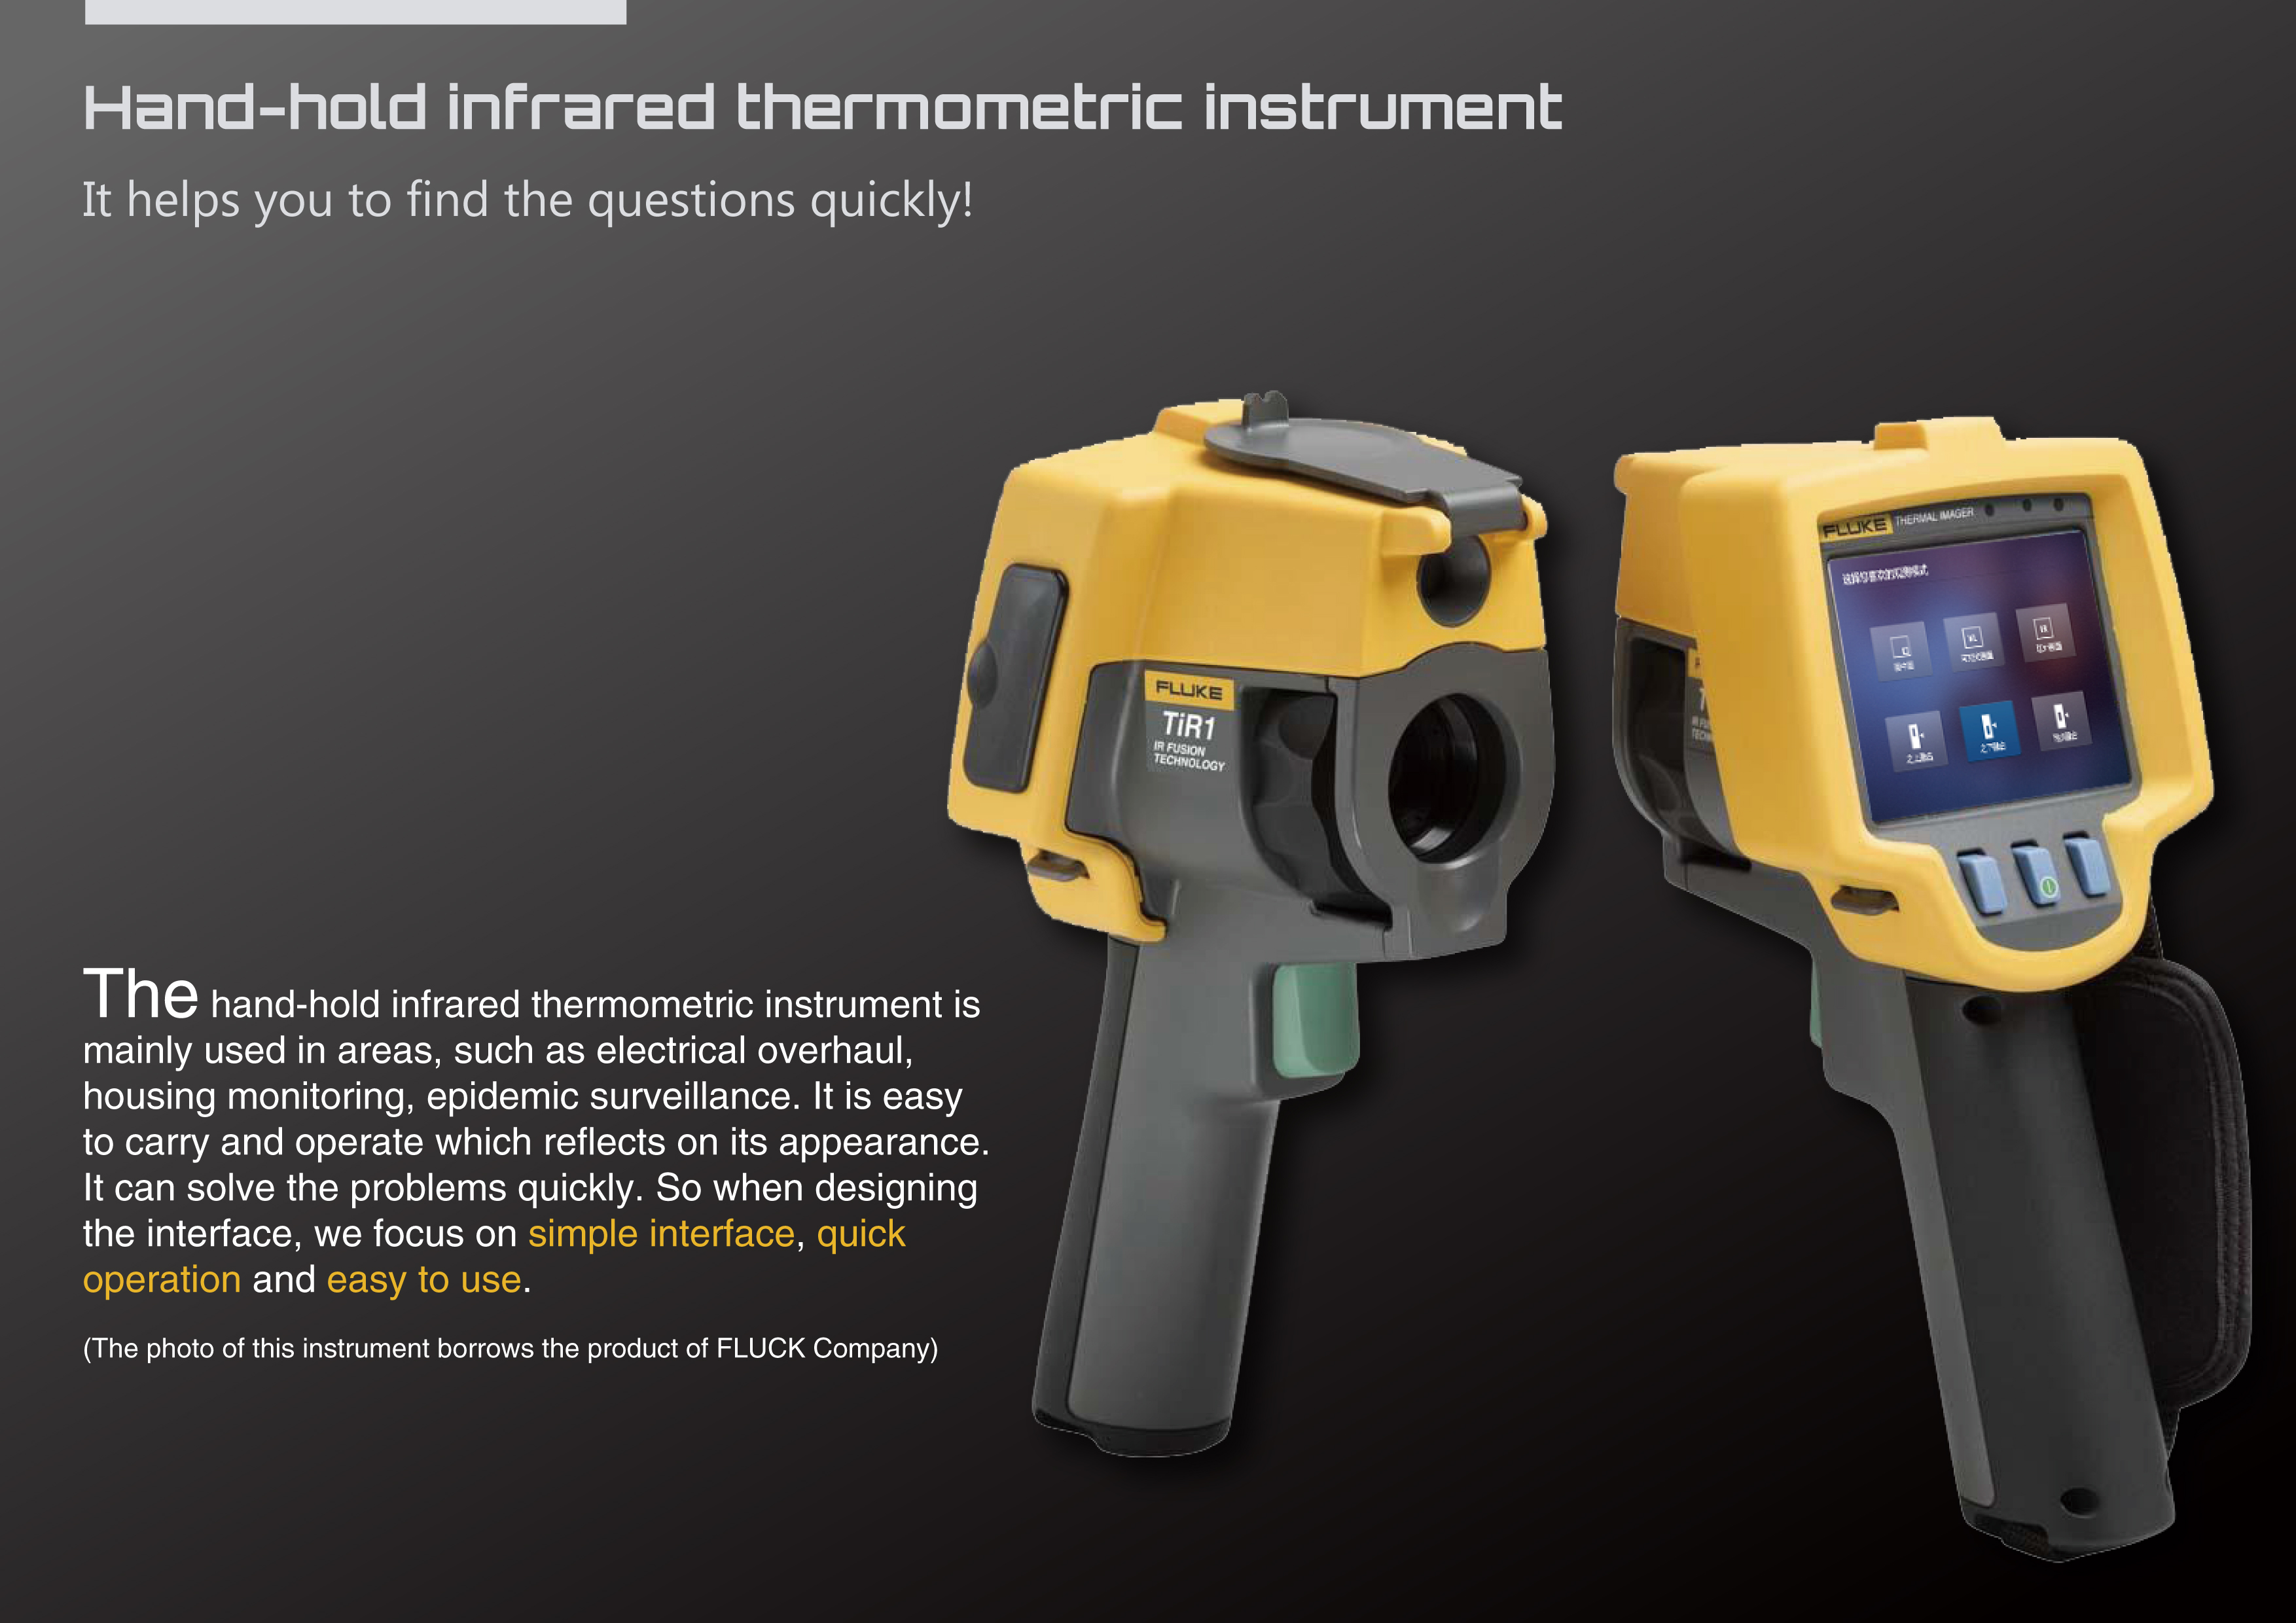 Hand-hold infrared thermometric instrument
It helps you to find the questions quickly!
FLUKE
TiR1
IR FUSION
TECHNOLOGY
FLUKE THERMAL IMAGER
The hand-hold infrared thermometric instrument is
mainly used in areas, such as electrical overhaul,
housing monitoring, epidemic surveillance. It is easy
to carry and operate which reflects on its appearance.
It can solve the problems quickly. So when designing
the interface, we focus on simple interface, quick
operation and easy to use.
(The photo of this instrument borrows the product of FLUCK Company)